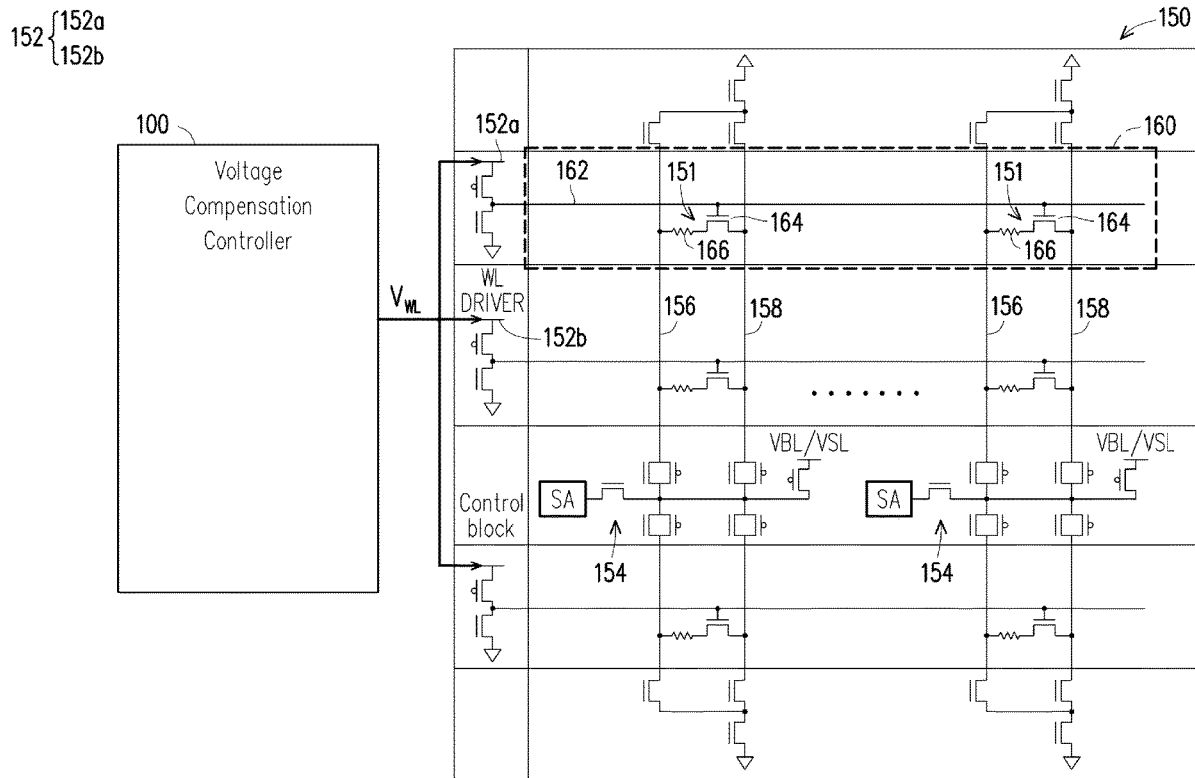 150
152 { 152a
152b
100
Voltage
Compensation
Controller
152a
160
162
151
164
166
151
164
166
WL
DRIVER
V_WL
152b
156
158
156
158
VBL/VSL
VBL/VSL
SA
SA
Control
block
154
154